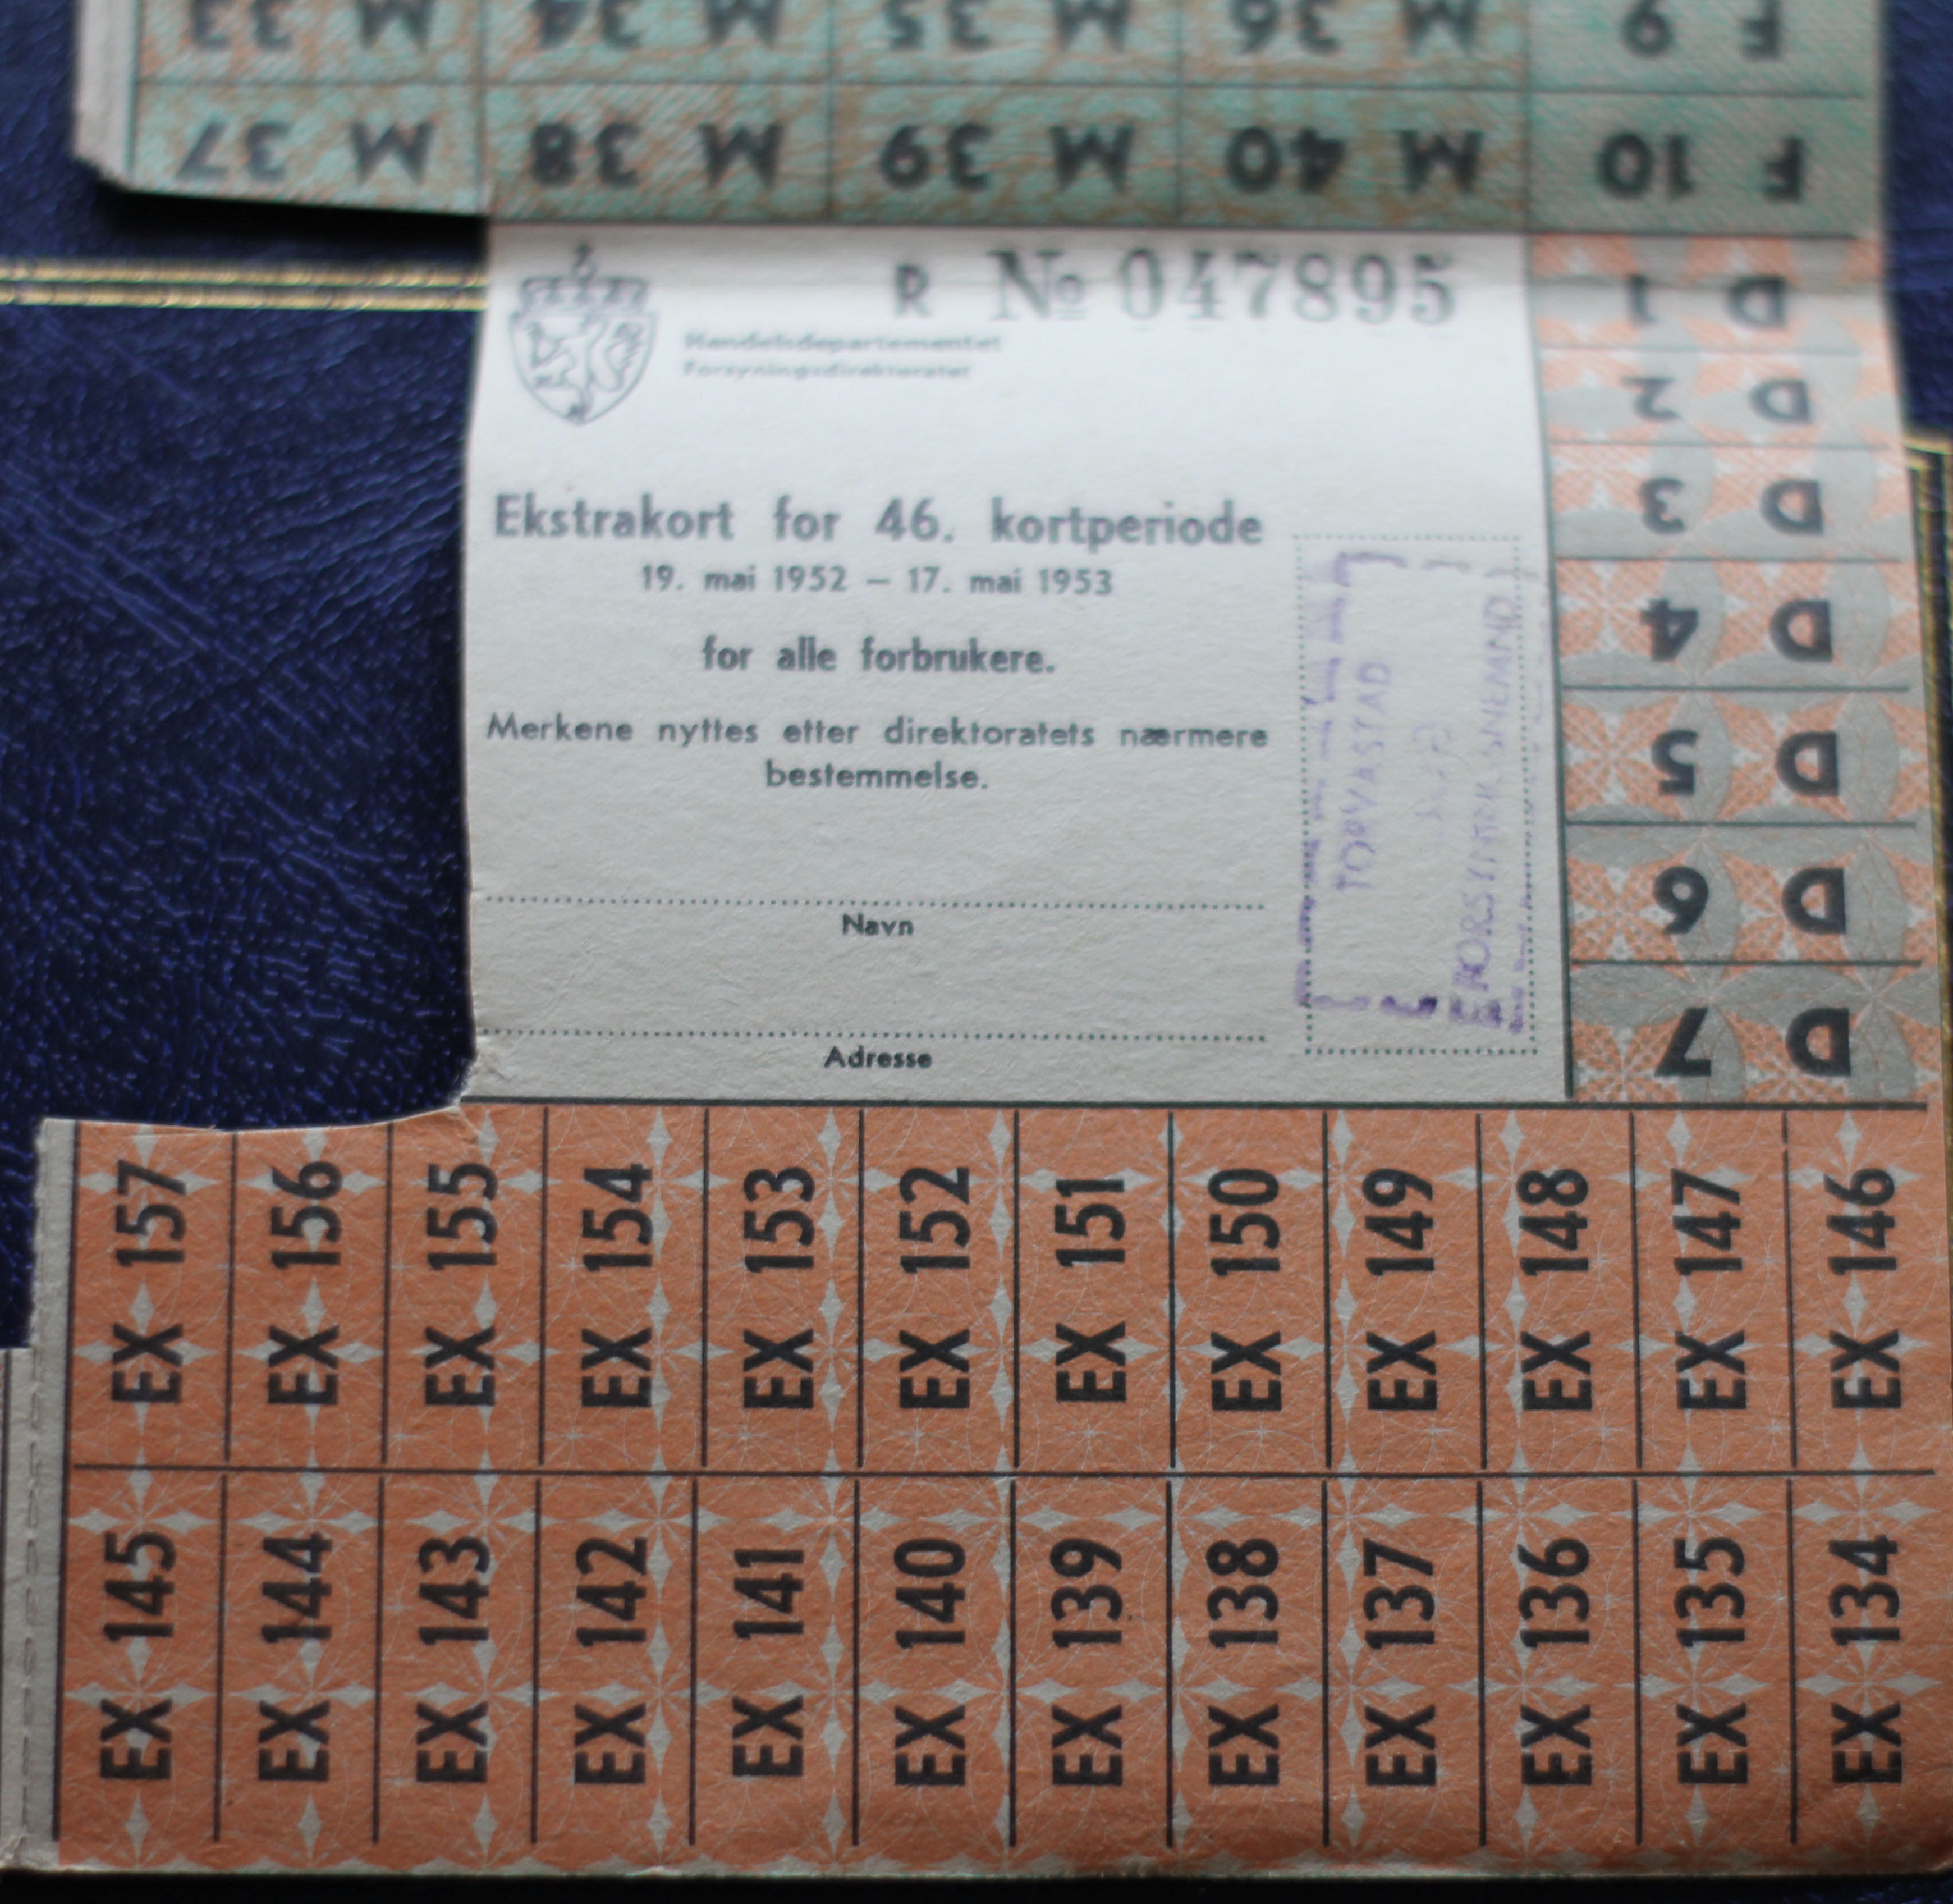 M 33 M 34 M 35 M 36 F 9
M 37 M 38 M 39 M 40 F 10
R № 047895
Handelsdepartementet
Forsyningsdirektoratet
Ekstrakort for 46. kortperiode
19. mai 1952 — 17. mai 1953
for alle forbrukere.
Merkene nyttes etter direktoratets nærmere
bestemmelse.
Navn
Adresse
TORVASTAD
D 1
D 2
D 3
D 4
D 5
D 6
D 7
EX 157 EX 156 EX 155 EX 154 EX 153 EX 152 EX 151 EX 150 EX 149 EX 148 EX 147 EX 146
EX 145 EX 144 EX 143 EX 142 EX 141 EX 140 EX 139 EX 138 EX 137 EX 136 EX 135 EX 134